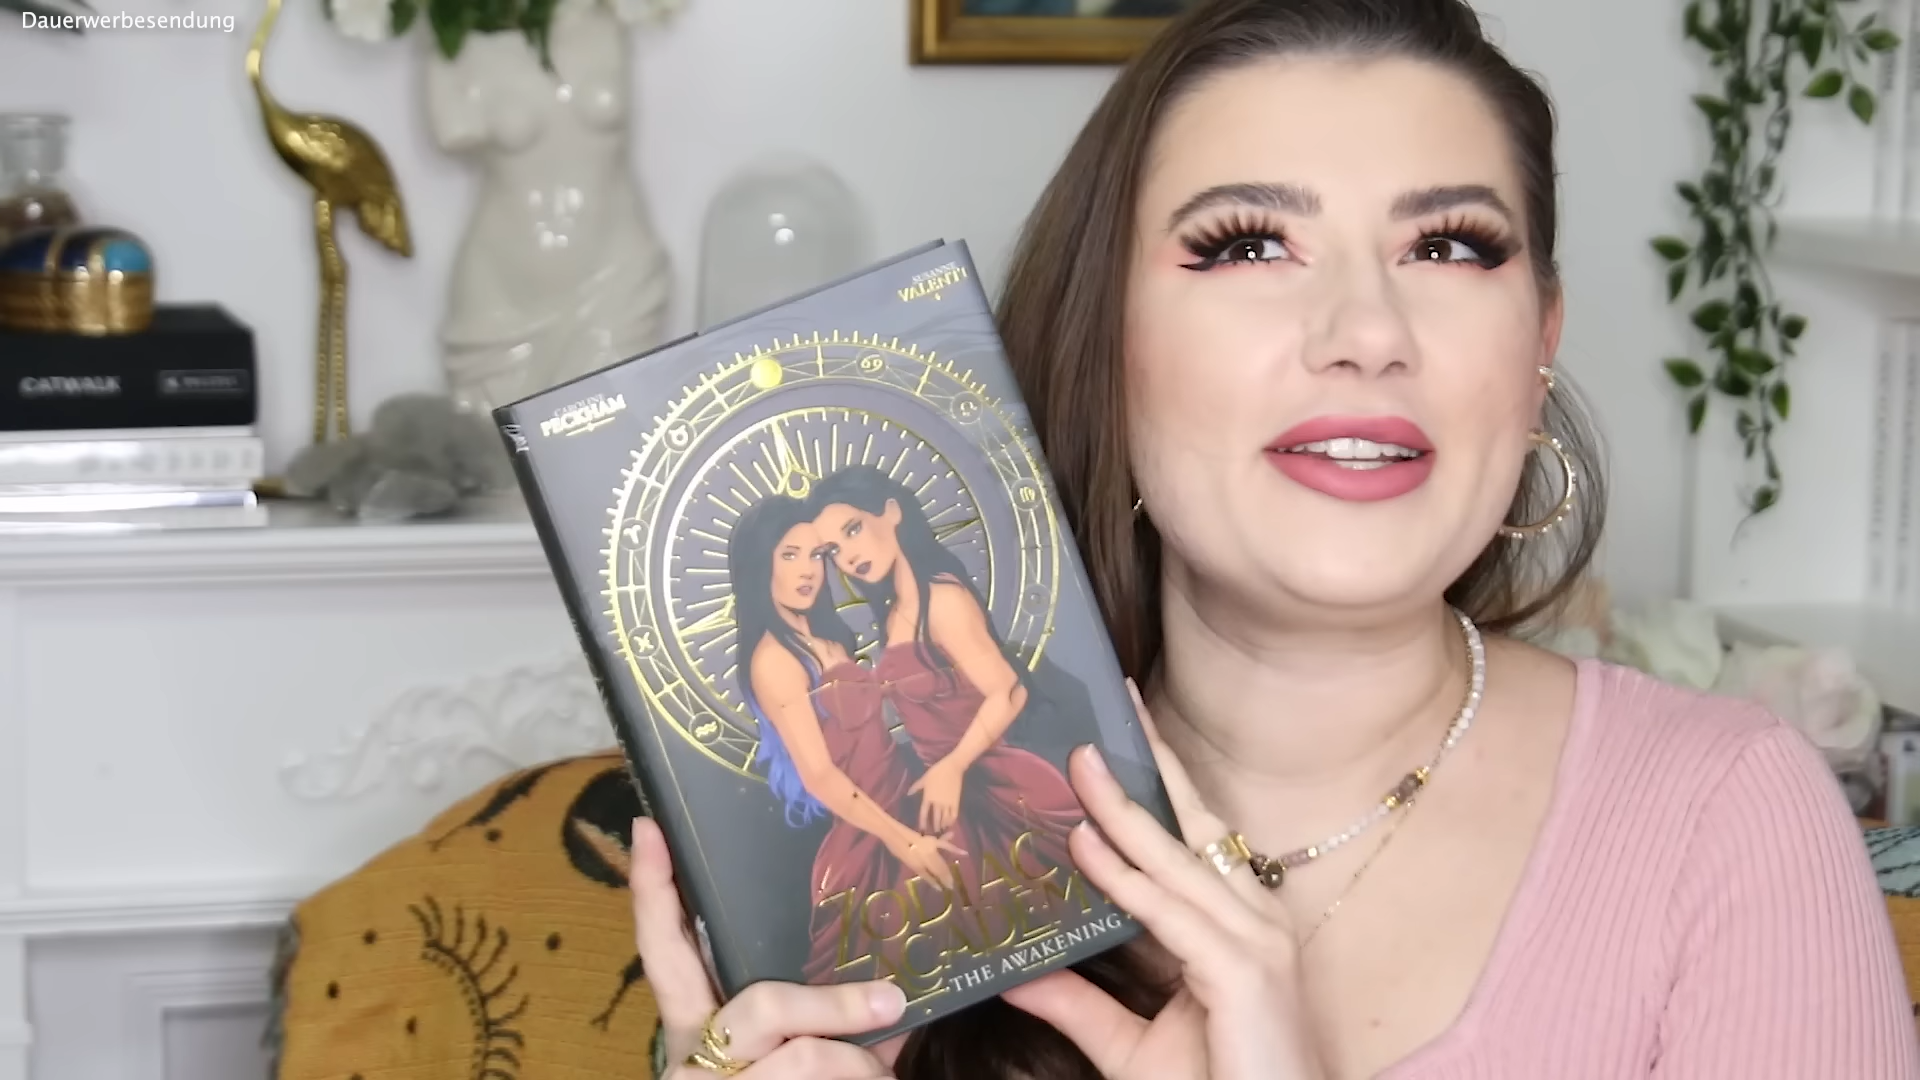 Dauerwerbesendung
SUSANNE
VALENTI
CAROLINE
PECKHAM
CATWALK
ZODIAC
ACADEMY
THE AWAKENING